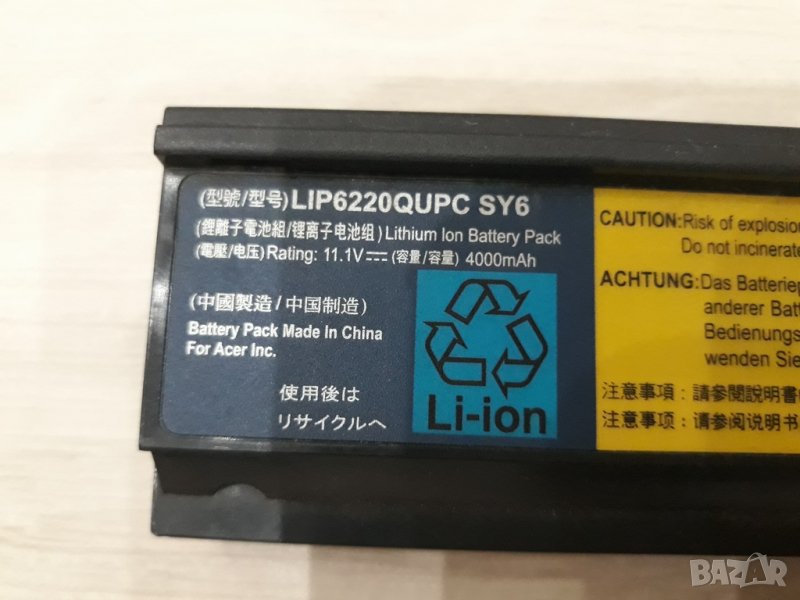 (型號/型号)LIP6220QUPC SY6
(鋰離子電池組/锂离子电池组) Lithium Ion Battery Pack
(電壓/电压) Rating: 11.1V⎓ (容量/容量) 4000mAh
(中國製造/中国制造)
Battery Pack Made In China
For Acer Inc.
使用後は
リサイクルへ
Li-ion
CAUTION:Risk of explosion
Do not incinerate
ACHTUNG:Das Batteriep
anderer Bat
Bedienungs
wenden Sie
注意事項：請參閱說明書
注意事项：请参阅说明书
BAZAR